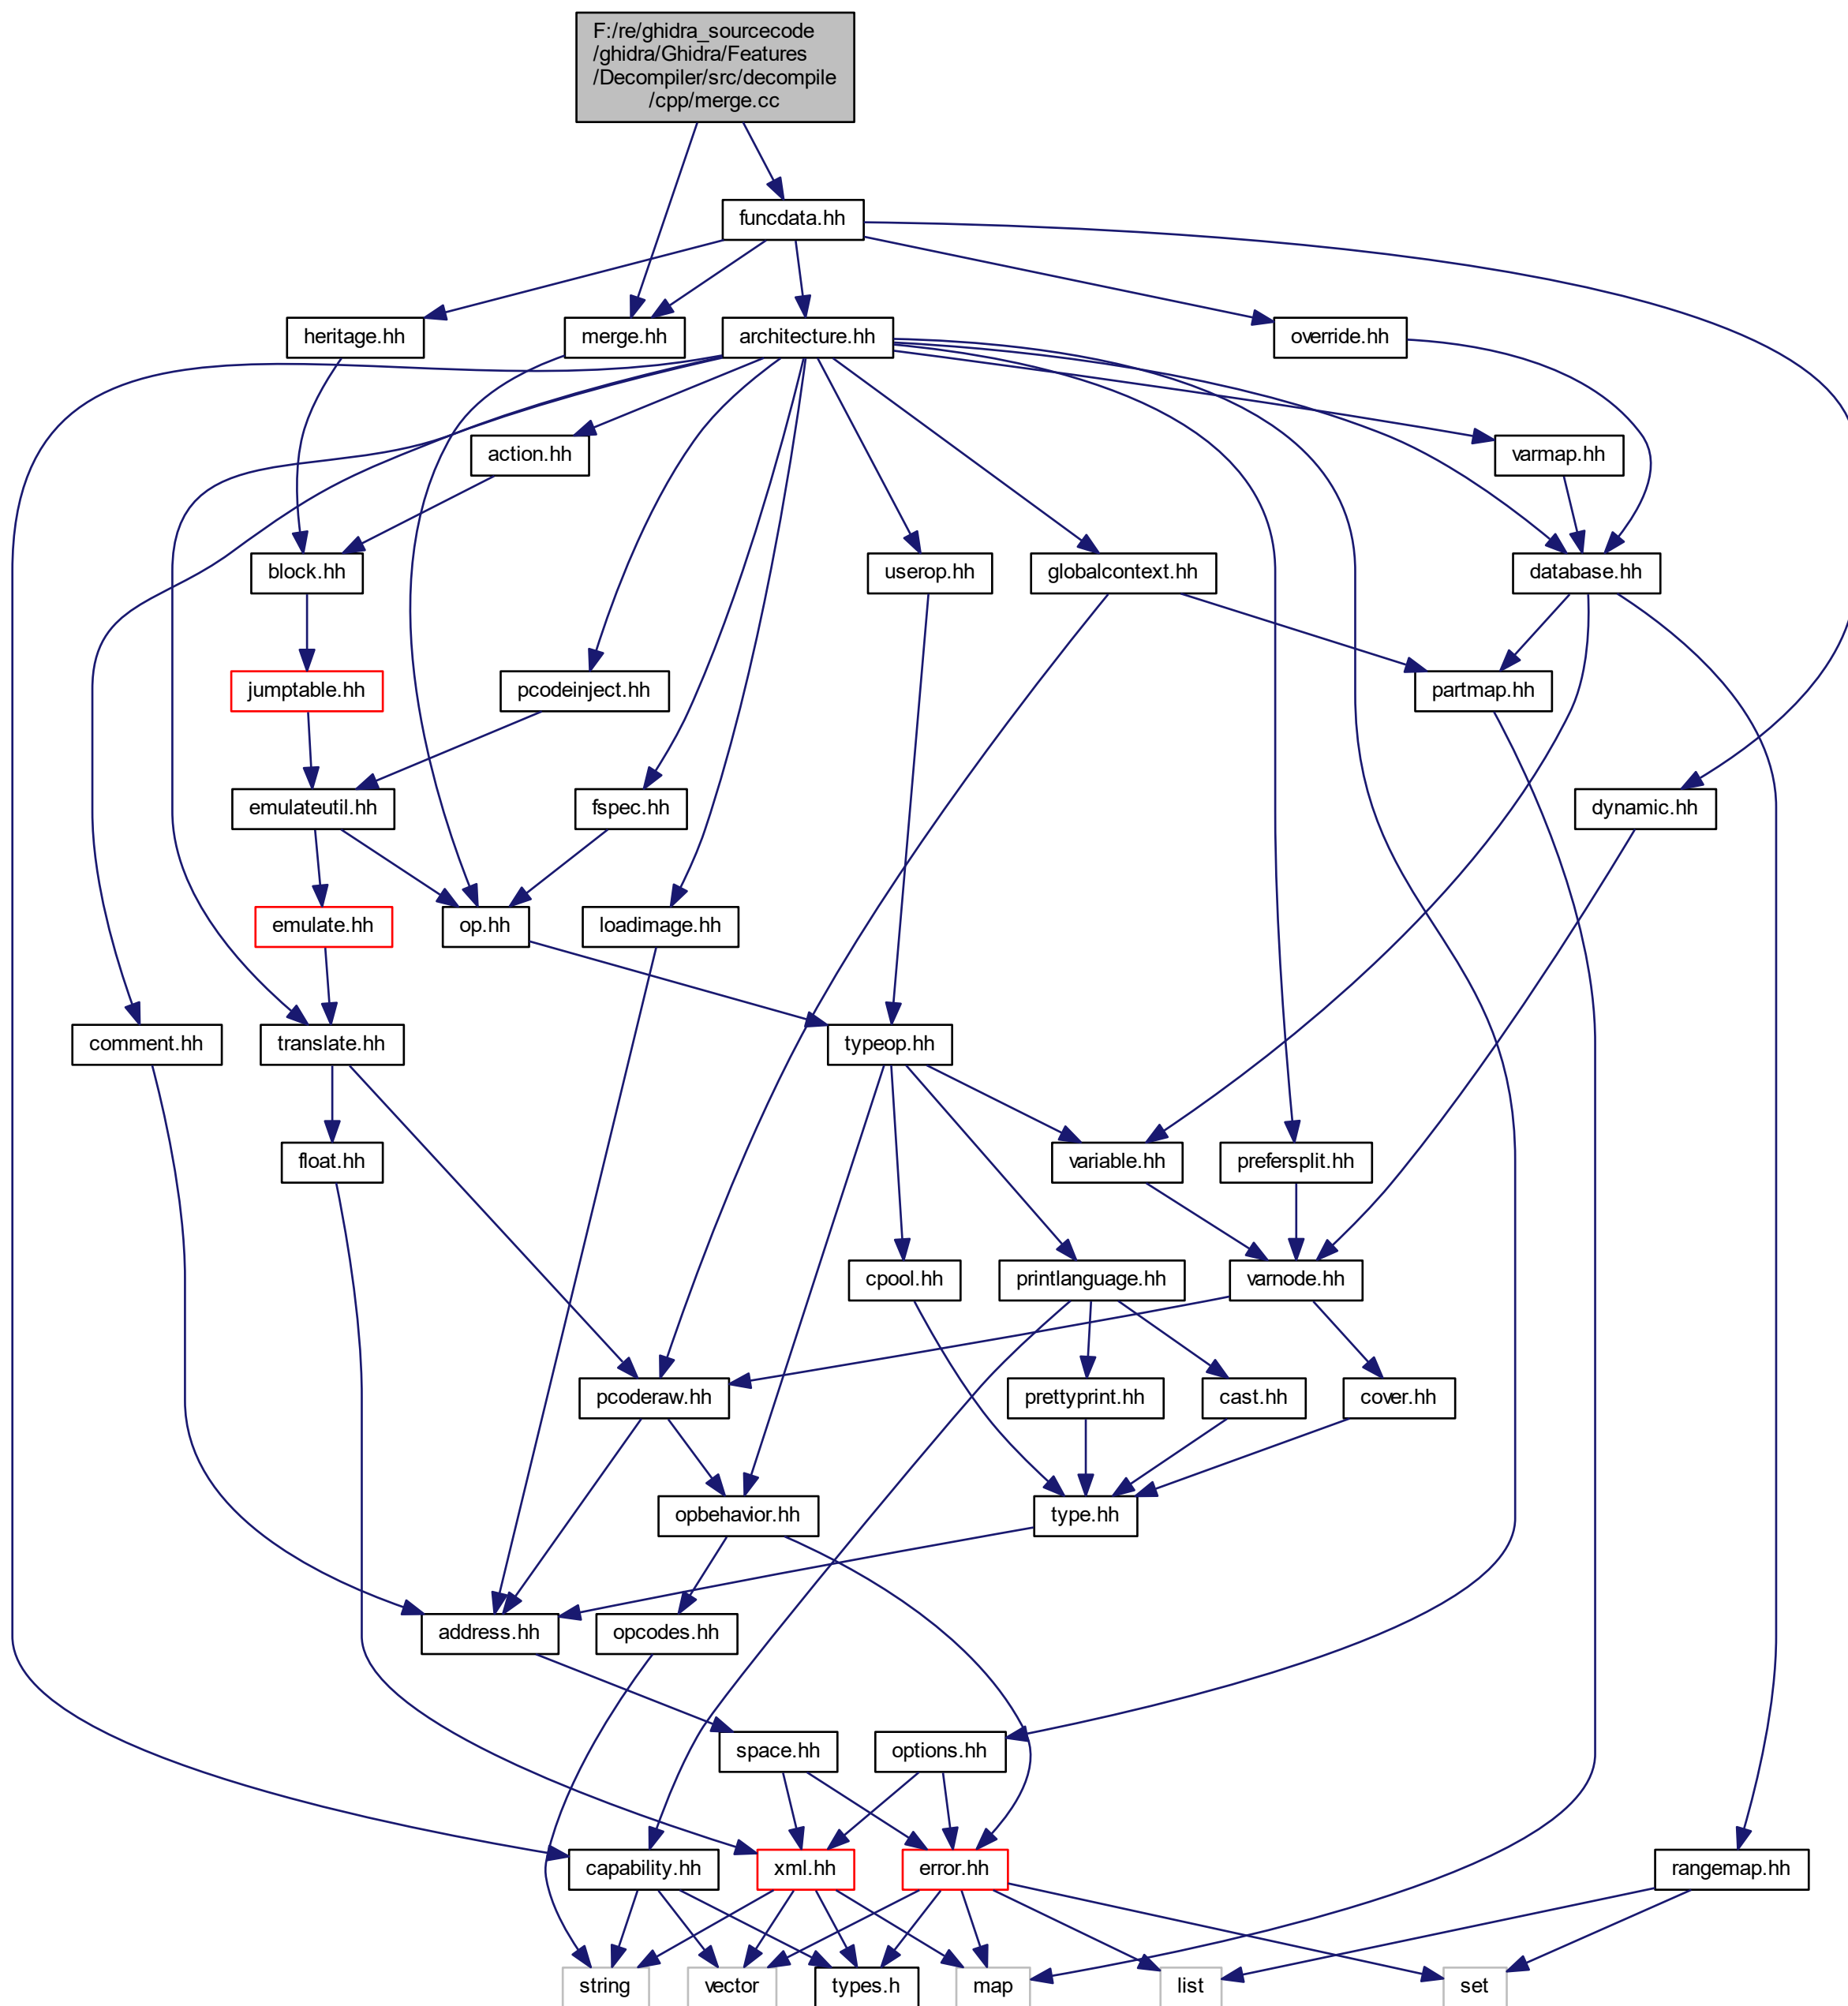 F:/re/ghidra_sourcecode
/ghidra/Ghidra/Features
/Decompiler/src/decompile
/cpp/merge.cc
funcdata.hh
heritage.hh
merge.hh
architecture.hh
override.hh
action.hh
varmap.hh
block.hh
userop.hh
globalcontext.hh
database.hh
jumptable.hh
pcodeinject.hh
partmap.hh
emulateutil.hh
fspec.hh
dynamic.hh
emulate.hh
op.hh
loadimage.hh
comment.hh
translate.hh
typeop.hh
float.hh
variable.hh
prefersplit.hh
cpool.hh
printlanguage.hh
varnode.hh
pcoderaw.hh
prettyprint.hh
cast.hh
cover.hh
opbehavior.hh
type.hh
address.hh
opcodes.hh
space.hh
options.hh
capability.hh
xml.hh
error.hh
rangemap.hh
string
vector
types.h
map
list
set